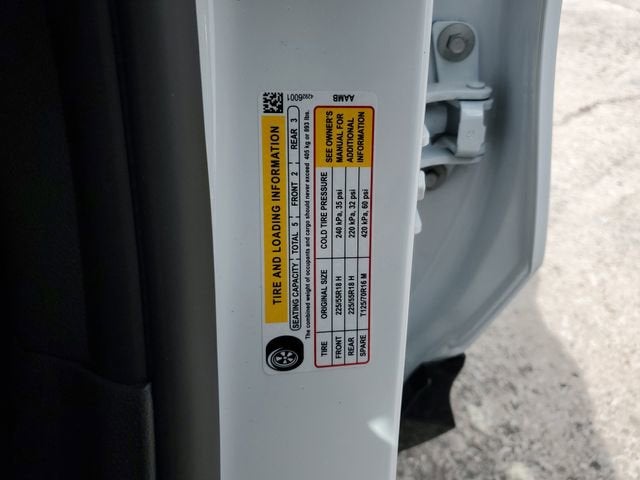 TIRE AND LOADING INFORMATION
SEATING CAPACITY TOTAL 5 FRONT 2 REAR 3
The combined weight of occupants and cargo should never exceed 405 kg or 893 lbs.
TIRE ORIGINAL SIZE COLD TIRE PRESSURE
FRONT 225/55R18 H 240 kPa, 35 psi
REAR 225/55R18 H 220 kPa, 32 psi
SPARE T125/70R16 M 420 kPa, 60 psi
SEE OWNER'S
MANUAL FOR
ADDITIONAL
INFORMATION
42926001
AAMB